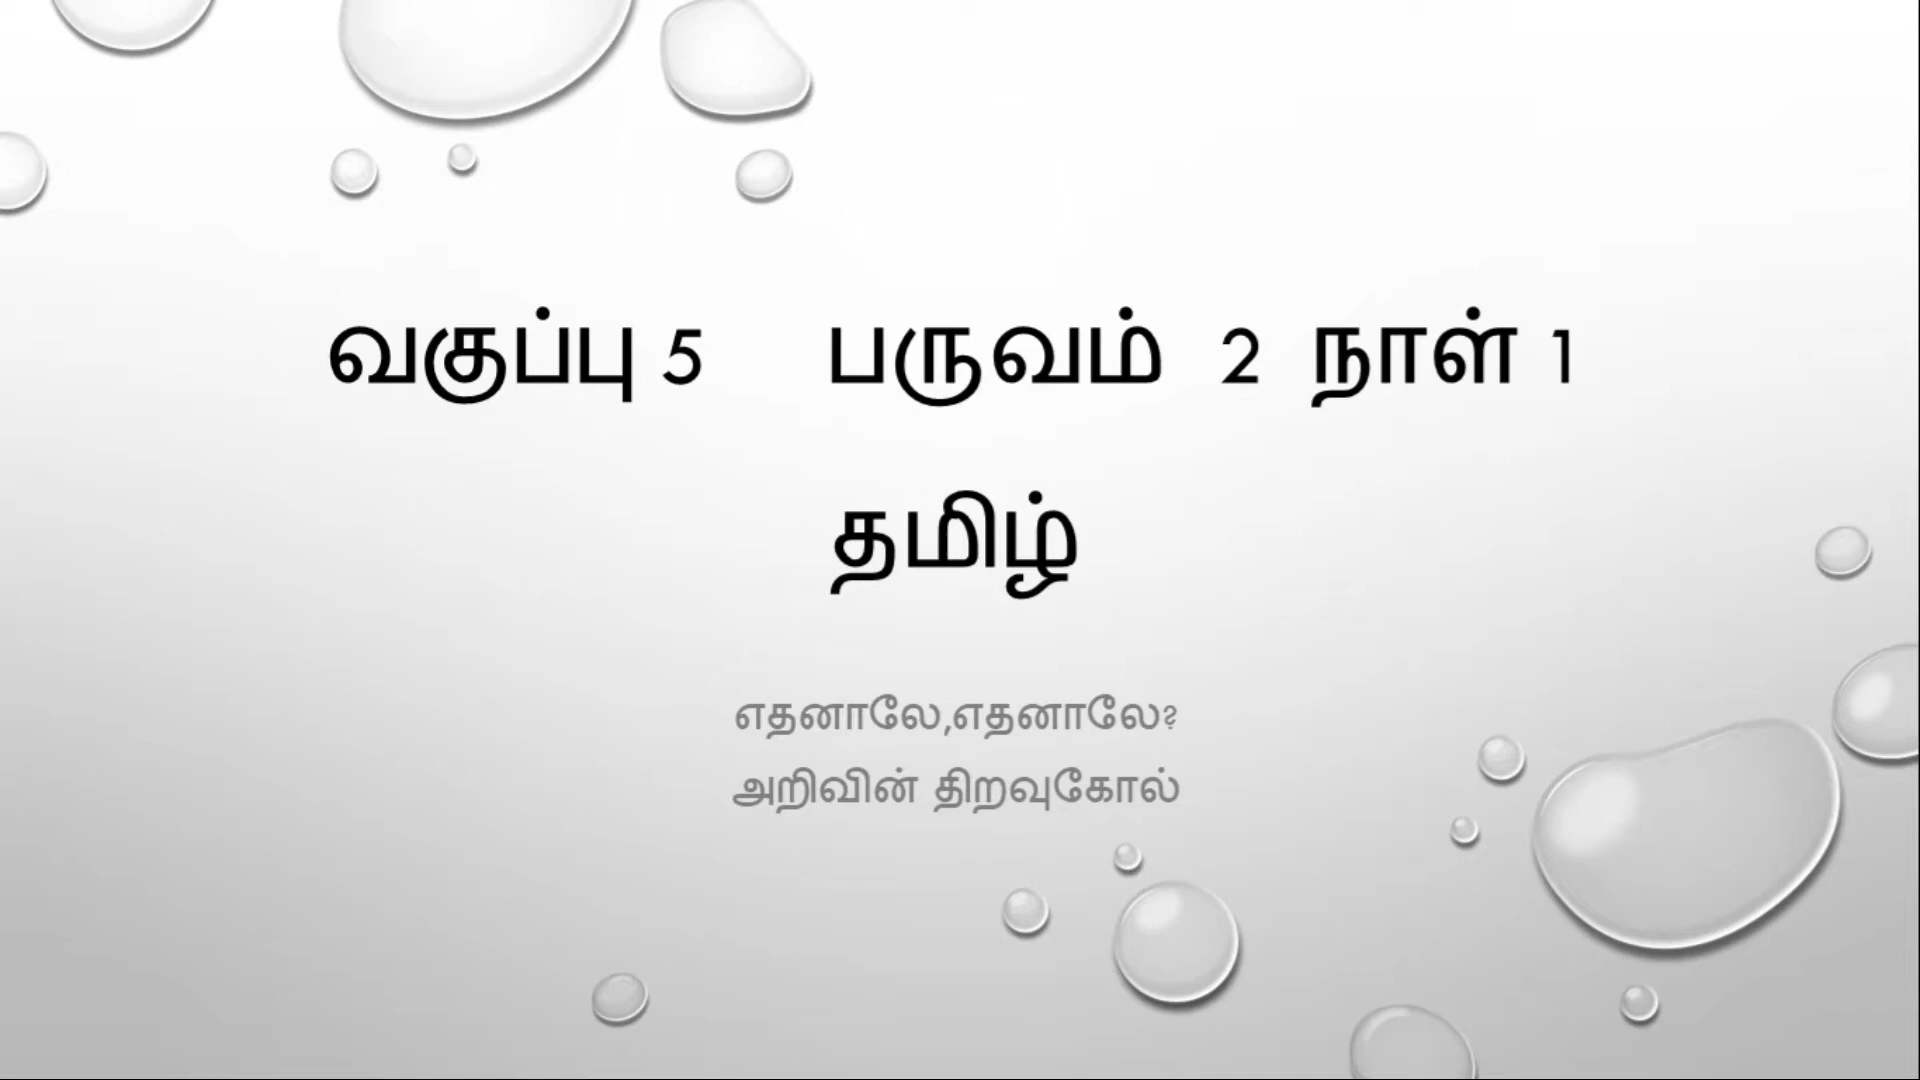 வகுப்பு 5 பருவம் 2 நாள் 1
தமிழ்
எதனாலே,எதனாலே?
அறிவின் திறவுகோல்